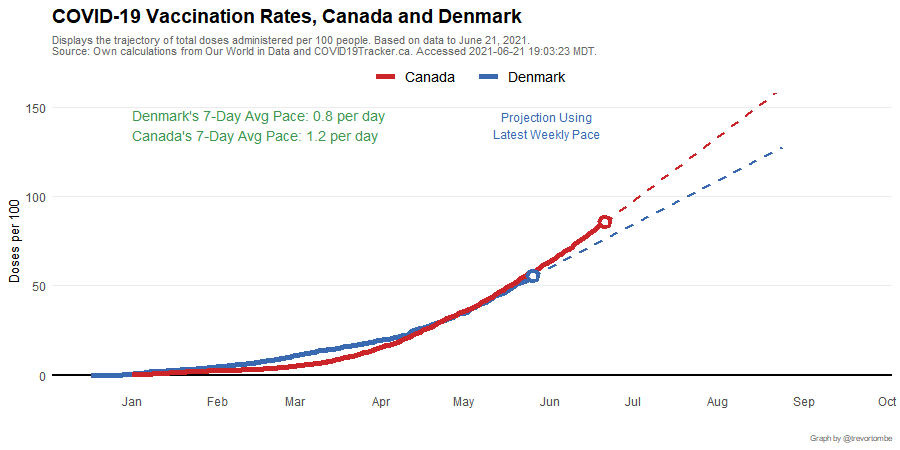 COVID-19 Vaccination Rates, Canada and Denmark
Displays the trajectory of total doses administered per 100 people. Based on data to June 21, 2021.
Source: Own calculations from Our World in Data and COVID19Tracker.ca. Accessed 2021-06-21 19:03:23 MDT.
Canada Denmark
Denmark's 7-Day Avg Pace: 0.8 per day
Canada's 7-Day Avg Pace: 1.2 per day
Projection Using
Latest Weekly Pace
Doses per 100
150
100
50
0
Jan Feb Mar Apr May Jun Jul Aug Sep Oct
Graph by @trevortombe